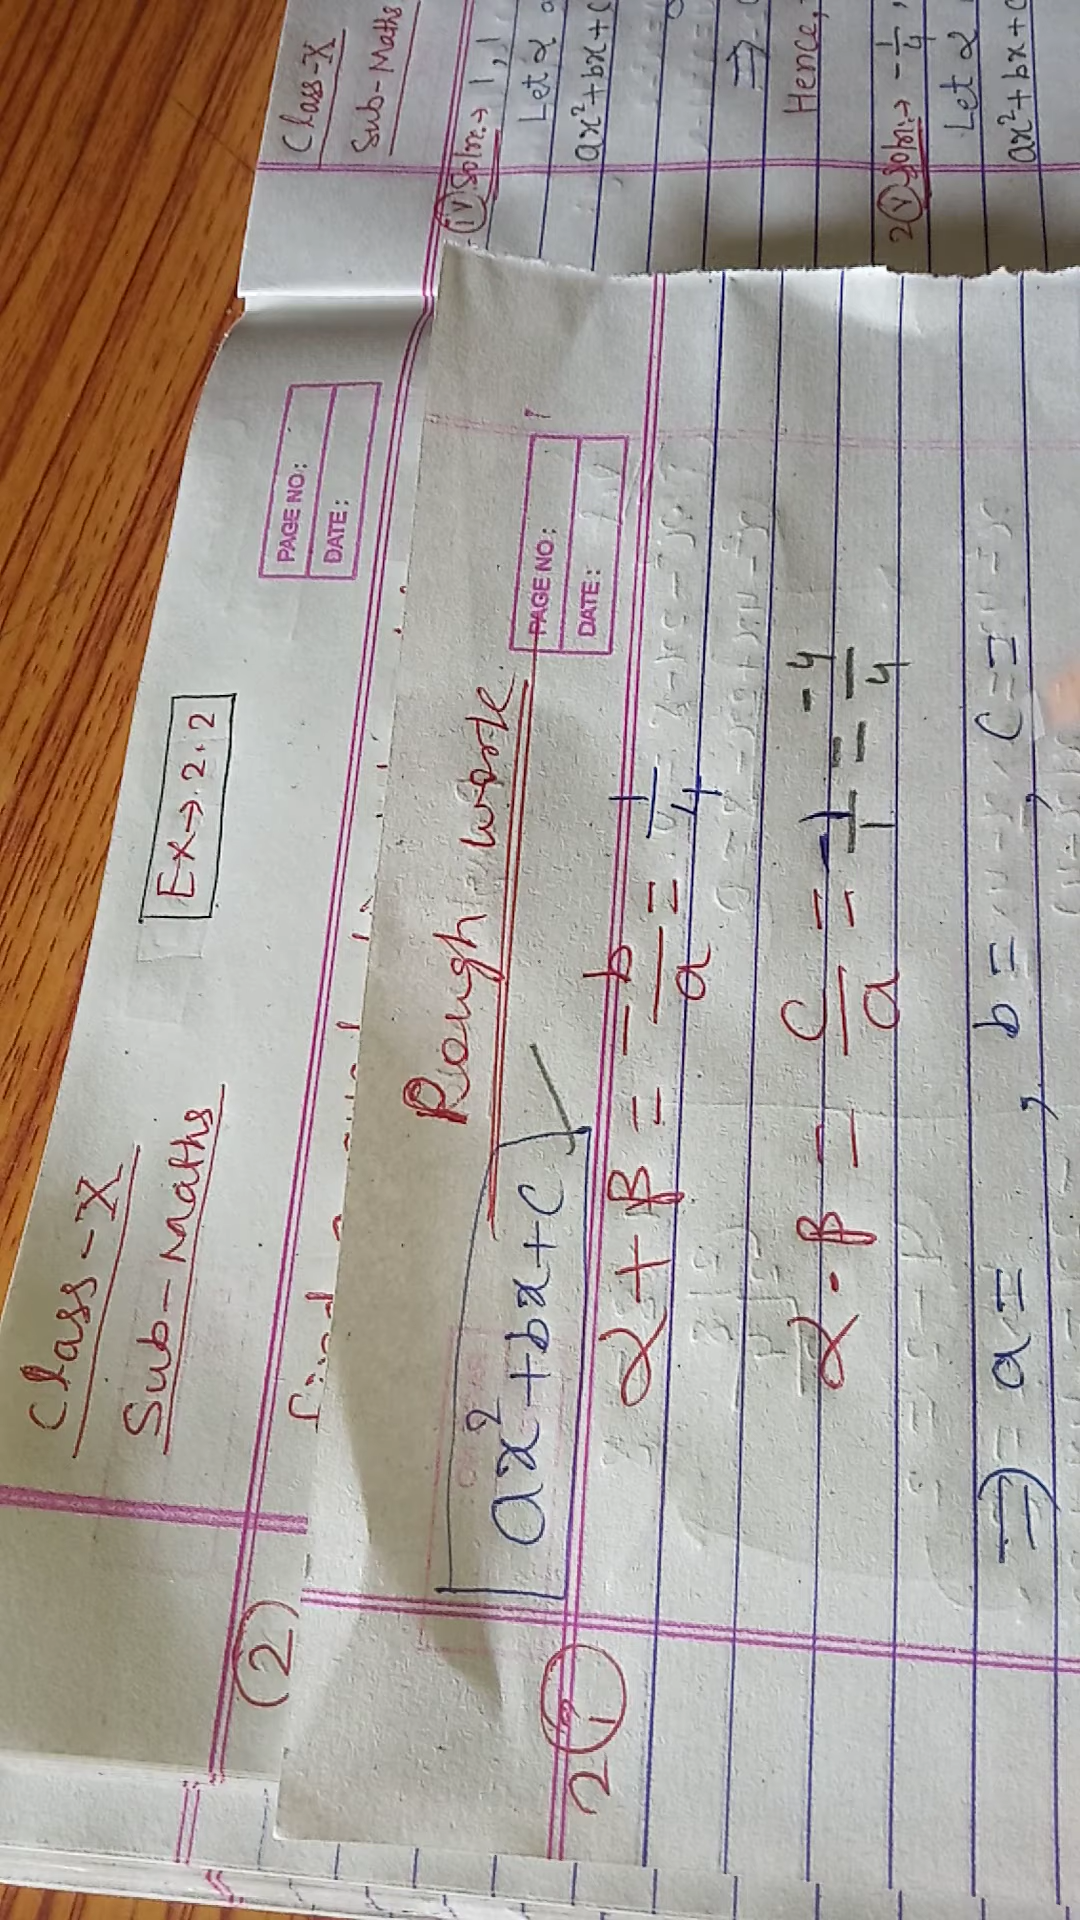 Class-X
Sub-Maths
Ex→2.2
PAGE NO:
DATE:
(2)
Rough work
PAGE NO:
DATE:
ax²+bx+c
2 (i) α+β = -b/a = 1/4
α·β = c/a = -1/1 = -4/4
⇒ a= , b= , c=
Class-X
Sub-Maths
(iv) Soln:→ 1, 1
Let α
ax²+bx+c
⇒
Hence,
2(v) Soln:→ -1/4,
Let α
ax²+bx+c